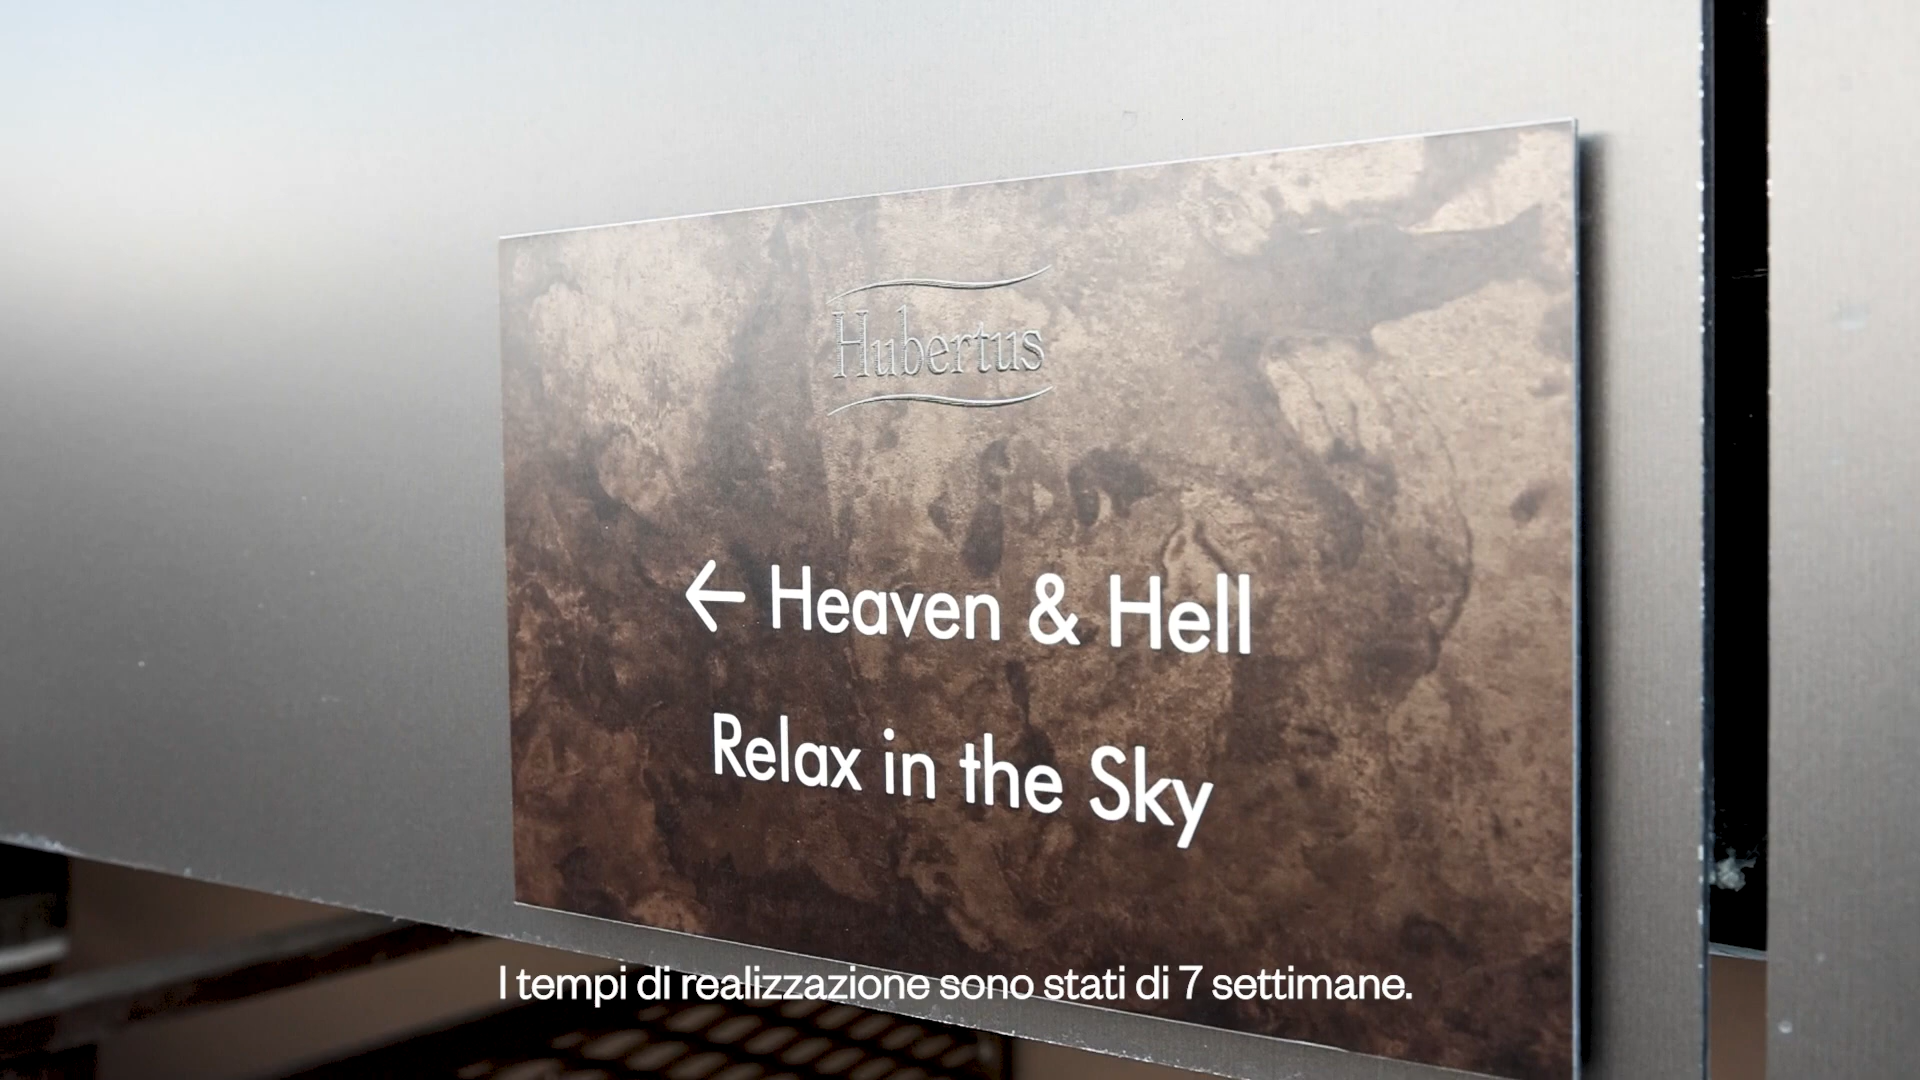 Hubertus
← Heaven & Hell
Relax in the Sky
I tempi di realizzazione sono stati di 7 settimane.